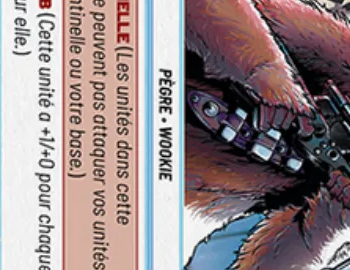 PÈGRE • WOOKIE
ELLE (Les unités dans cette
e peuvent pas attaquer vos unités
ntinelle ou votre base.)
B (Cette unité a +1/+0 pour chaque
ur elle.)